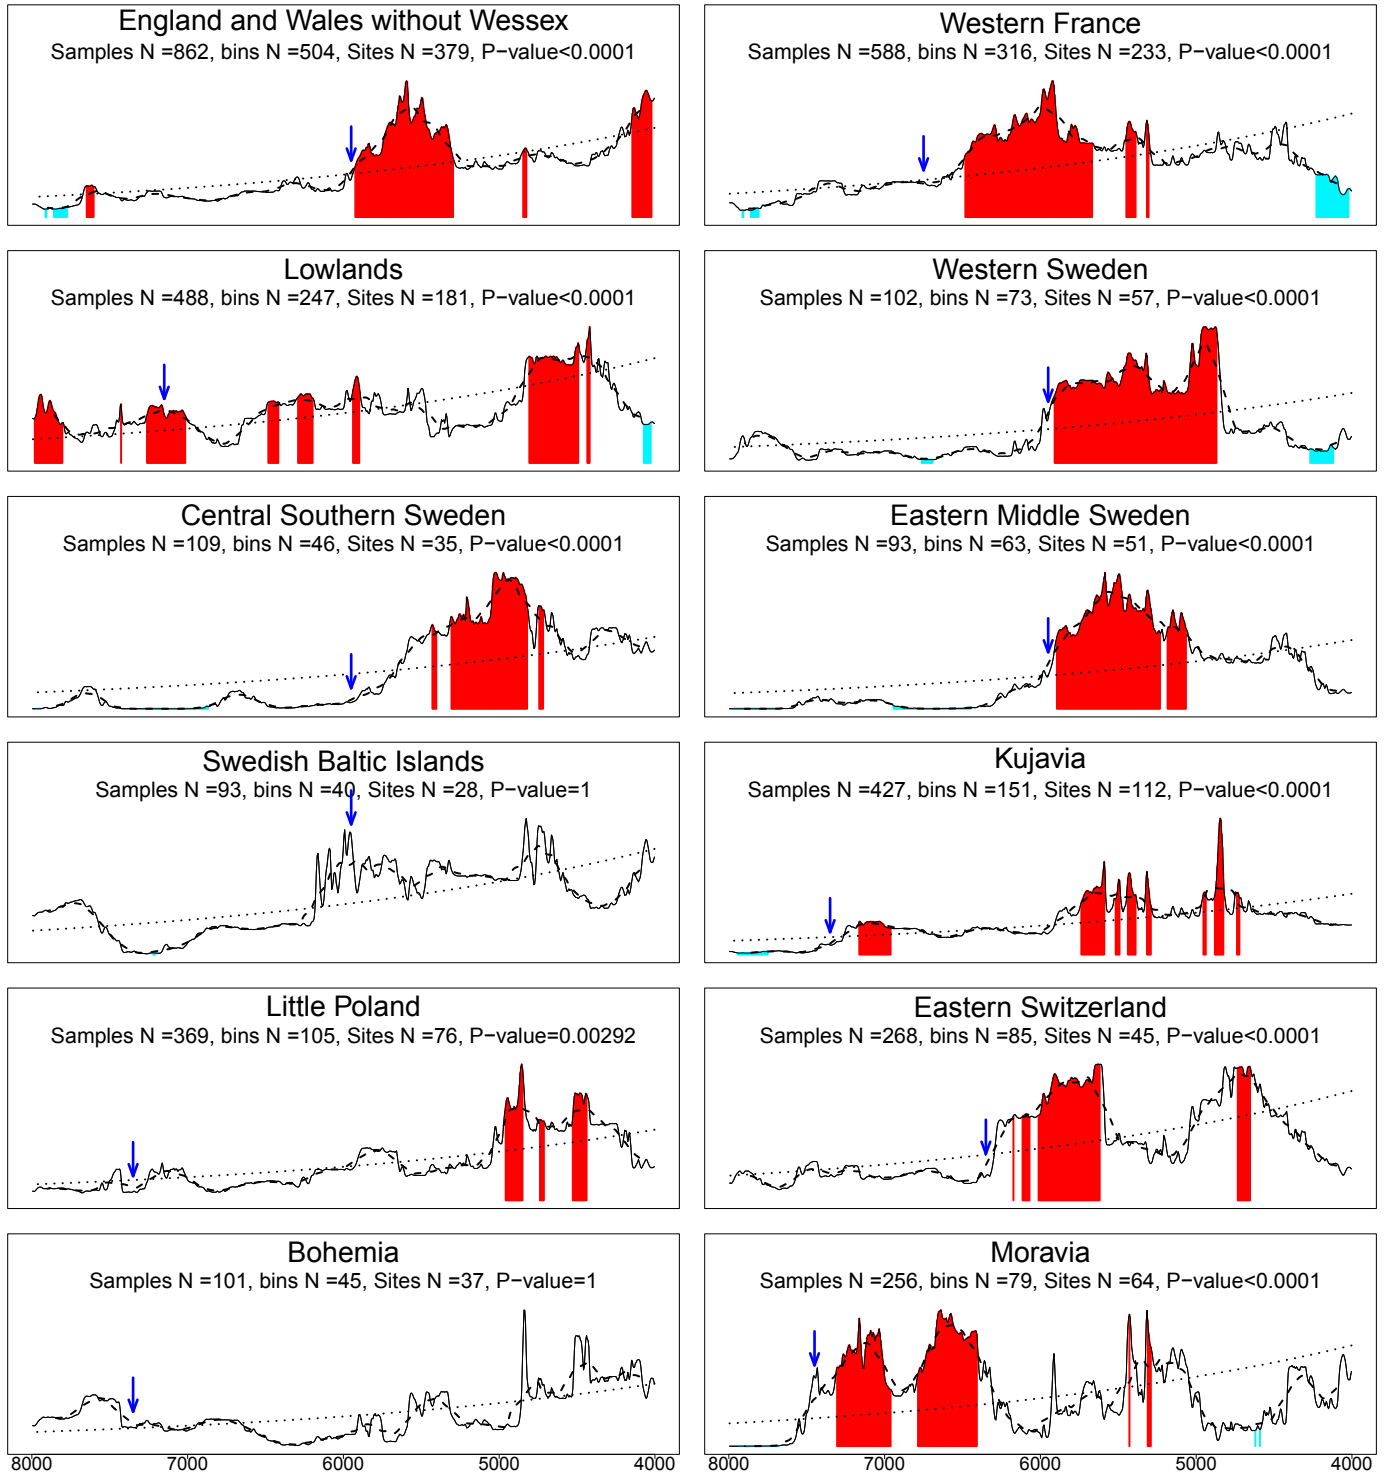 England and Wales without Wessex
Samples N =862, bins N =504, Sites N =379, P−value<0.0001
Western France
Samples N =588, bins N =316, Sites N =233, P−value<0.0001
Lowlands
Samples N =488, bins N =247, Sites N =181, P−value<0.0001
Western Sweden
Samples N =102, bins N =73, Sites N =57, P−value<0.0001
Central Southern Sweden
Samples N =109, bins N =46, Sites N =35, P−value<0.0001
Eastern Middle Sweden
Samples N =93, bins N =63, Sites N =51, P−value<0.0001
Swedish Baltic Islands
Samples N =93, bins N =40, Sites N =28, P−value=1
Kujavia
Samples N =427, bins N =151, Sites N =112, P−value<0.0001
Little Poland
Samples N =369, bins N =105, Sites N =76, P−value=0.00292
Eastern Switzerland
Samples N =268, bins N =85, Sites N =45, P−value<0.0001
Bohemia
Samples N =101, bins N =45, Sites N =37, P−value=1
Moravia
Samples N =256, bins N =79, Sites N =64, P−value<0.0001
8000 7000 6000 5000 4000
8000 7000 6000 5000 4000